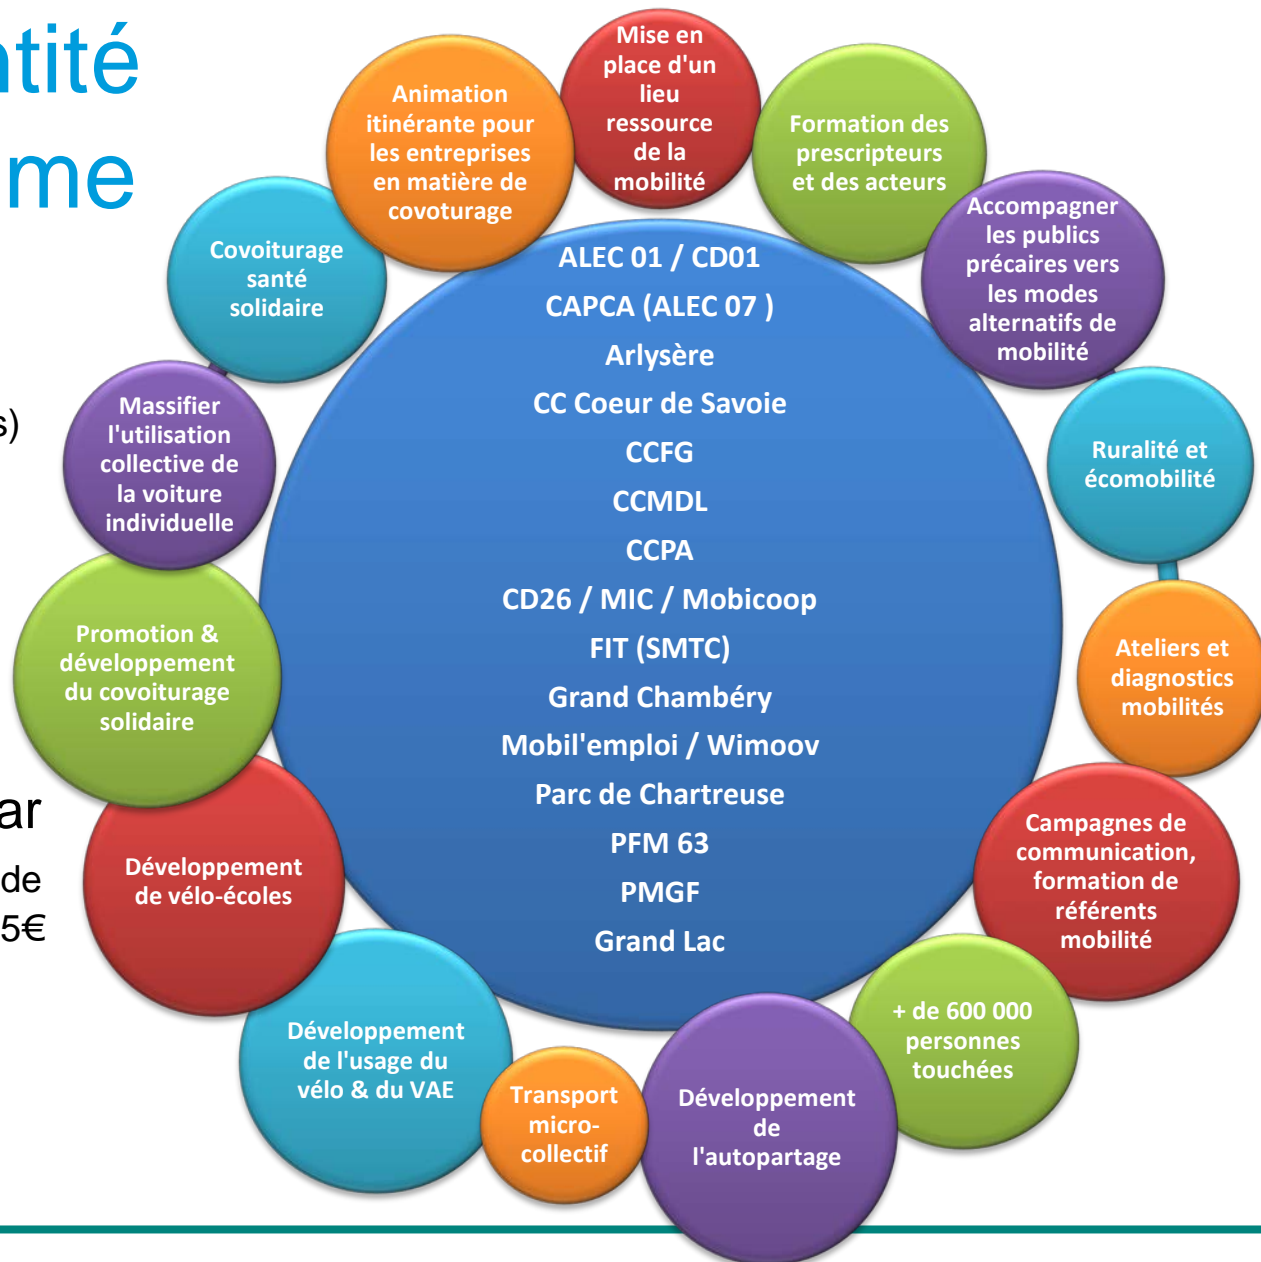 ntité
me
s)
ar
de
5€
Mise en
place d'un
lieu
ressource
de la
mobilité
Formation des
prescripteurs
et des acteurs
Accompagner
les publics
précaires vers
les modes
alternatifs de
mobilité
Ruralité et
écomobilité
Ateliers et
diagnostics
mobilités
Campagnes de
communication,
formation de
référents
mobilité
+ de 600 000
personnes
touchées
Développement
de
l'autopartage
Transport
micro-
collectif
Développement
de l'usage du
vélo & du VAE
Développement
de vélo-écoles
Promotion &
développement
du covoiturage
solidaire
Massifier
l'utilisation
collective de
la voiture
individuelle
Covoiturage
santé
solidaire
Animation
itinérante pour
les entreprises
en matière de
covoturage
ALEC 01 / CD01
CAPCA (ALEC 07 )
Arlysère
CC Coeur de Savoie
CCFG
CCMDL
CCPA
CD26 / MIC / Mobicoop
FIT (SMTC)
Grand Chambéry
Mobil'emploi / Wimoov
Parc de Chartreuse
PFM 63
PMGF
Grand Lac